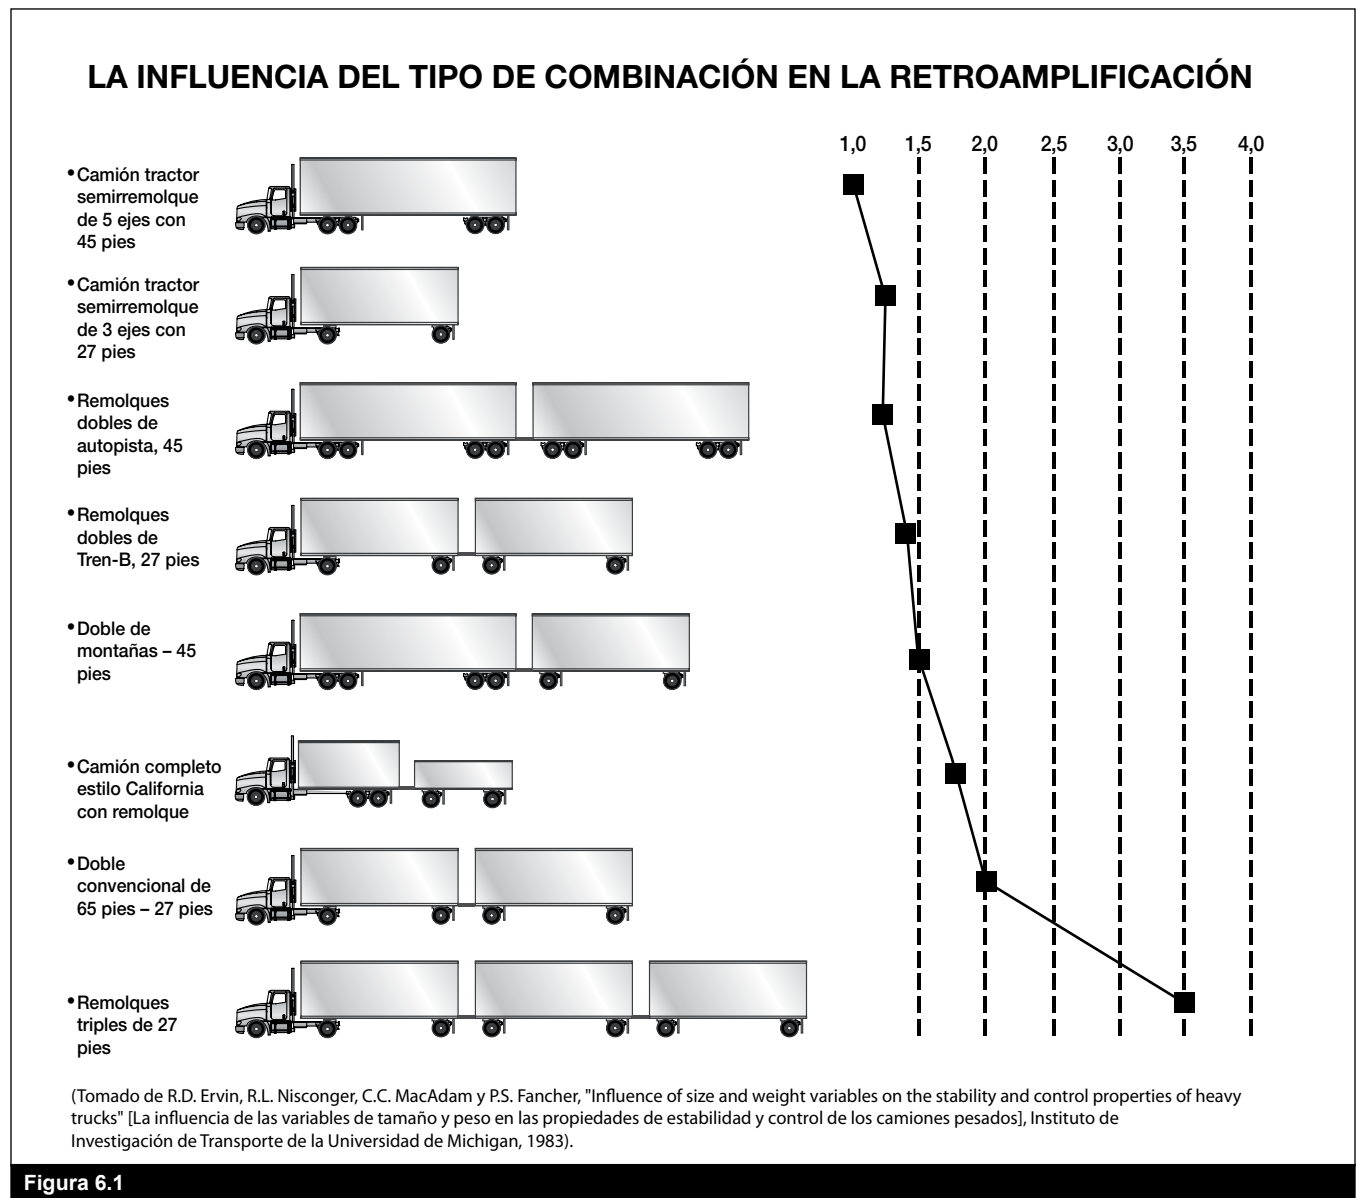 LA INFLUENCIA DEL TIPO DE COMBINACIÓN EN LA RETROAMPLIFICACIÓN
1,0 1,5 2,0 2,5 3,0 3,5 4,0
• Camión tractor
semirremolque
de 5 ejes con
45 pies
• Camión tractor
semirremolque
de 3 ejes con
27 pies
• Remolques
dobles de
autopista, 45
pies
• Remolques
dobles de
Tren-B, 27 pies
• Doble de
montañas – 45
pies
• Camión completo
estilo California
con remolque
• Doble
convencional de
65 pies – 27 pies
• Remolques
triples de 27
pies
(Tomado de R.D. Ervin, R.L. Nisconger, C.C. MacAdam y P.S. Fancher, "Influence of size and weight variables on the stability and control properties of heavy
trucks" [La influencia de las variables de tamaño y peso en las propiedades de estabilidad y control de los camiones pesados], Instituto de
Investigación de Transporte de la Universidad de Michigan, 1983).
Figura 6.1